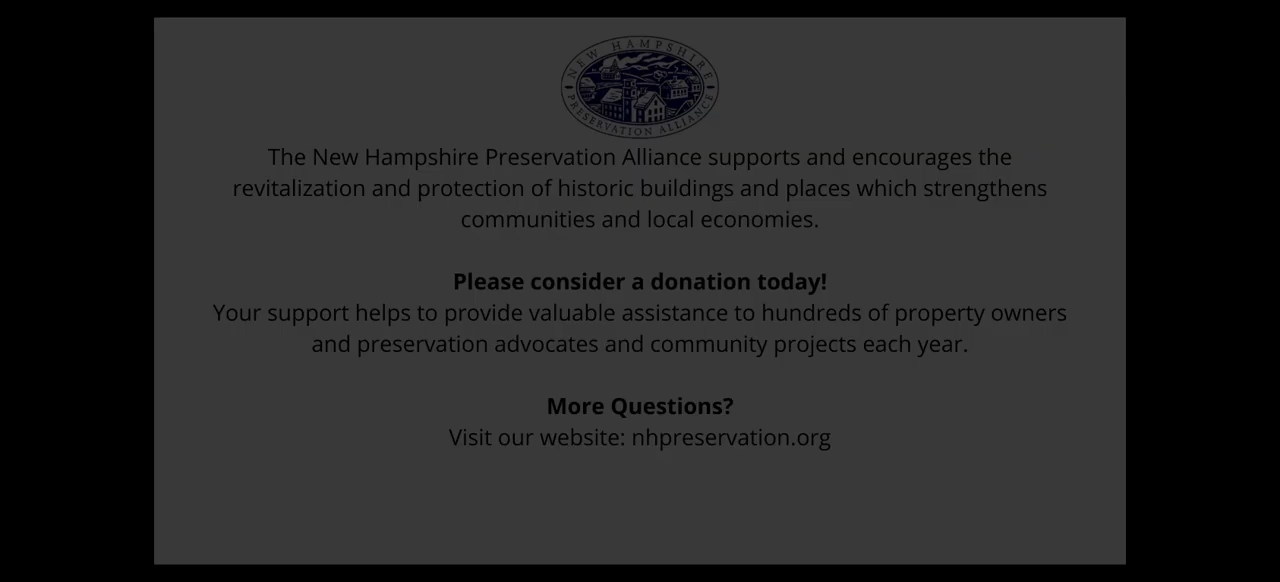 NEW HAMPSHIRE
PRESERVATION ALLIANCE
The New Hampshire Preservation Alliance supports and encourages the
revitalization and protection of historic buildings and places which strengthens
communities and local economies.
Please consider a donation today!
Your support helps to provide valuable assistance to hundreds of property owners
and preservation advocates and community projects each year.
More Questions?
Visit our website: nhpreservation.org